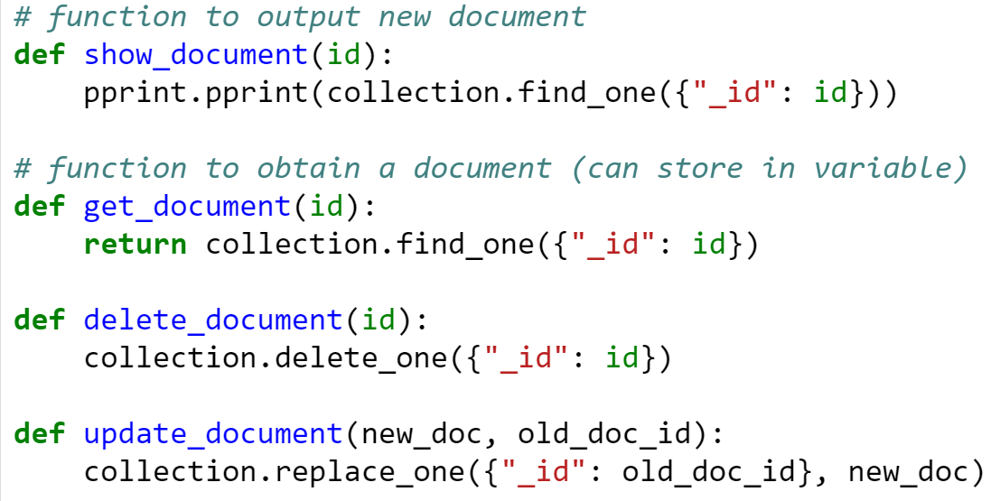 # function to output new document
def show_document(id):
    pprint.pprint(collection.find_one({"_id": id}))

# function to obtain a document (can store in variable)
def get_document(id):
    return collection.find_one({"_id": id})

def delete_document(id):
    collection.delete_one({"_id": id})

def update_document(new_doc, old_doc_id):
    collection.replace_one({"_id": old_doc_id}, new_doc)